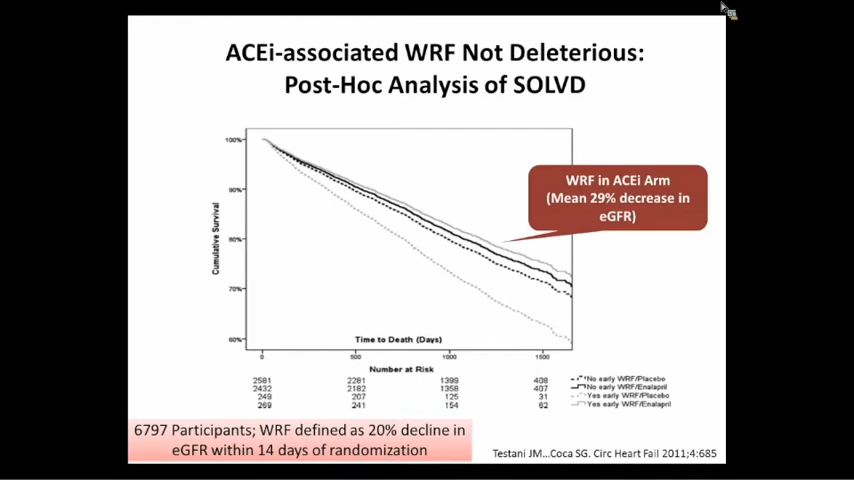 ACEi-associated WRF Not Deleterious:
Post-Hoc Analysis of SOLVD
100%
90%
80%
70%
60%
Cumulative Survival
WRF in ACEi Arm
(Mean 29% decrease in
eGFR)
Time to Death (Days)
0 500 1000 1500
Number at Risk
2581 2281 1399 408
2432 2182 1358 407
249 207 125 31
269 241 154 62
No early WRF/Placebo
No early WRF/Enalapril
Yes early WRF/Placebo
Yes early WRF/Enalapril
6797 Participants; WRF defined as 20% decline in
eGFR within 14 days of randomization
Testani JM...Coca SG. Circ Heart Fail 2011;4:685